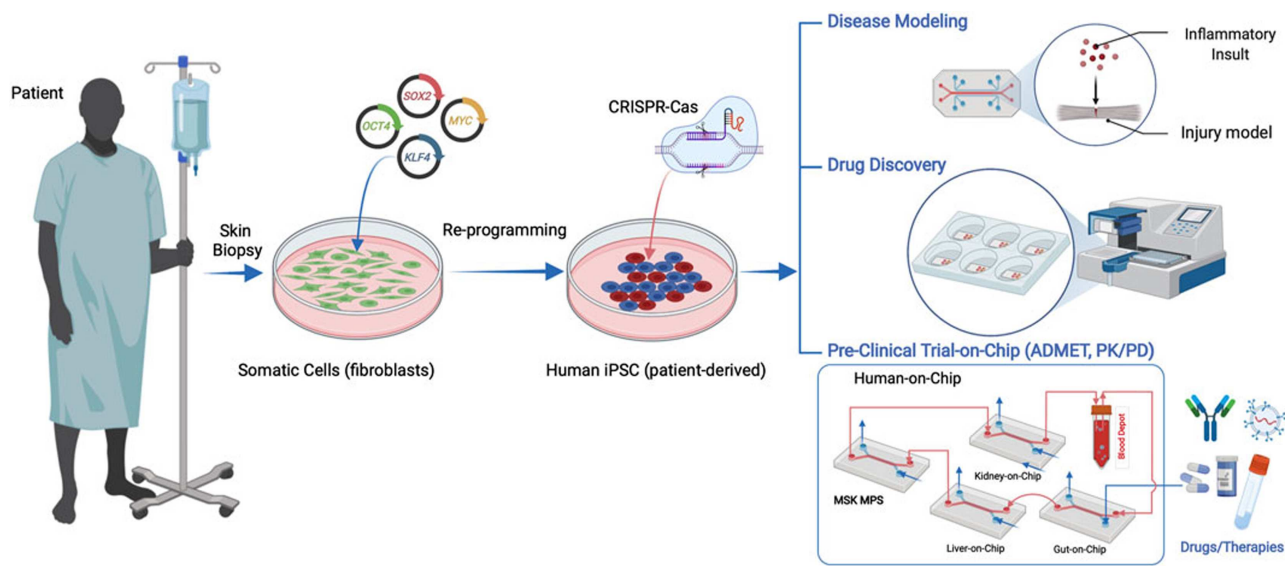 Patient
Skin
Biopsy
OCT4
SOX2
MYC
KLF4
Somatic Cells (fibroblasts)
Re-programming
CRISPR-Cas
Human iPSC (patient-derived)
Disease Modeling
Inflammatory
Insult
Injury model
Drug Discovery
Pre-Clinical Trial-on-Chip (ADMET, PK/PD)
Human-on-Chip
Blood Depot
Kidney-on-Chip
MSK MPS
Liver-on-Chip
Gut-on-Chip
Drugs/Therapies